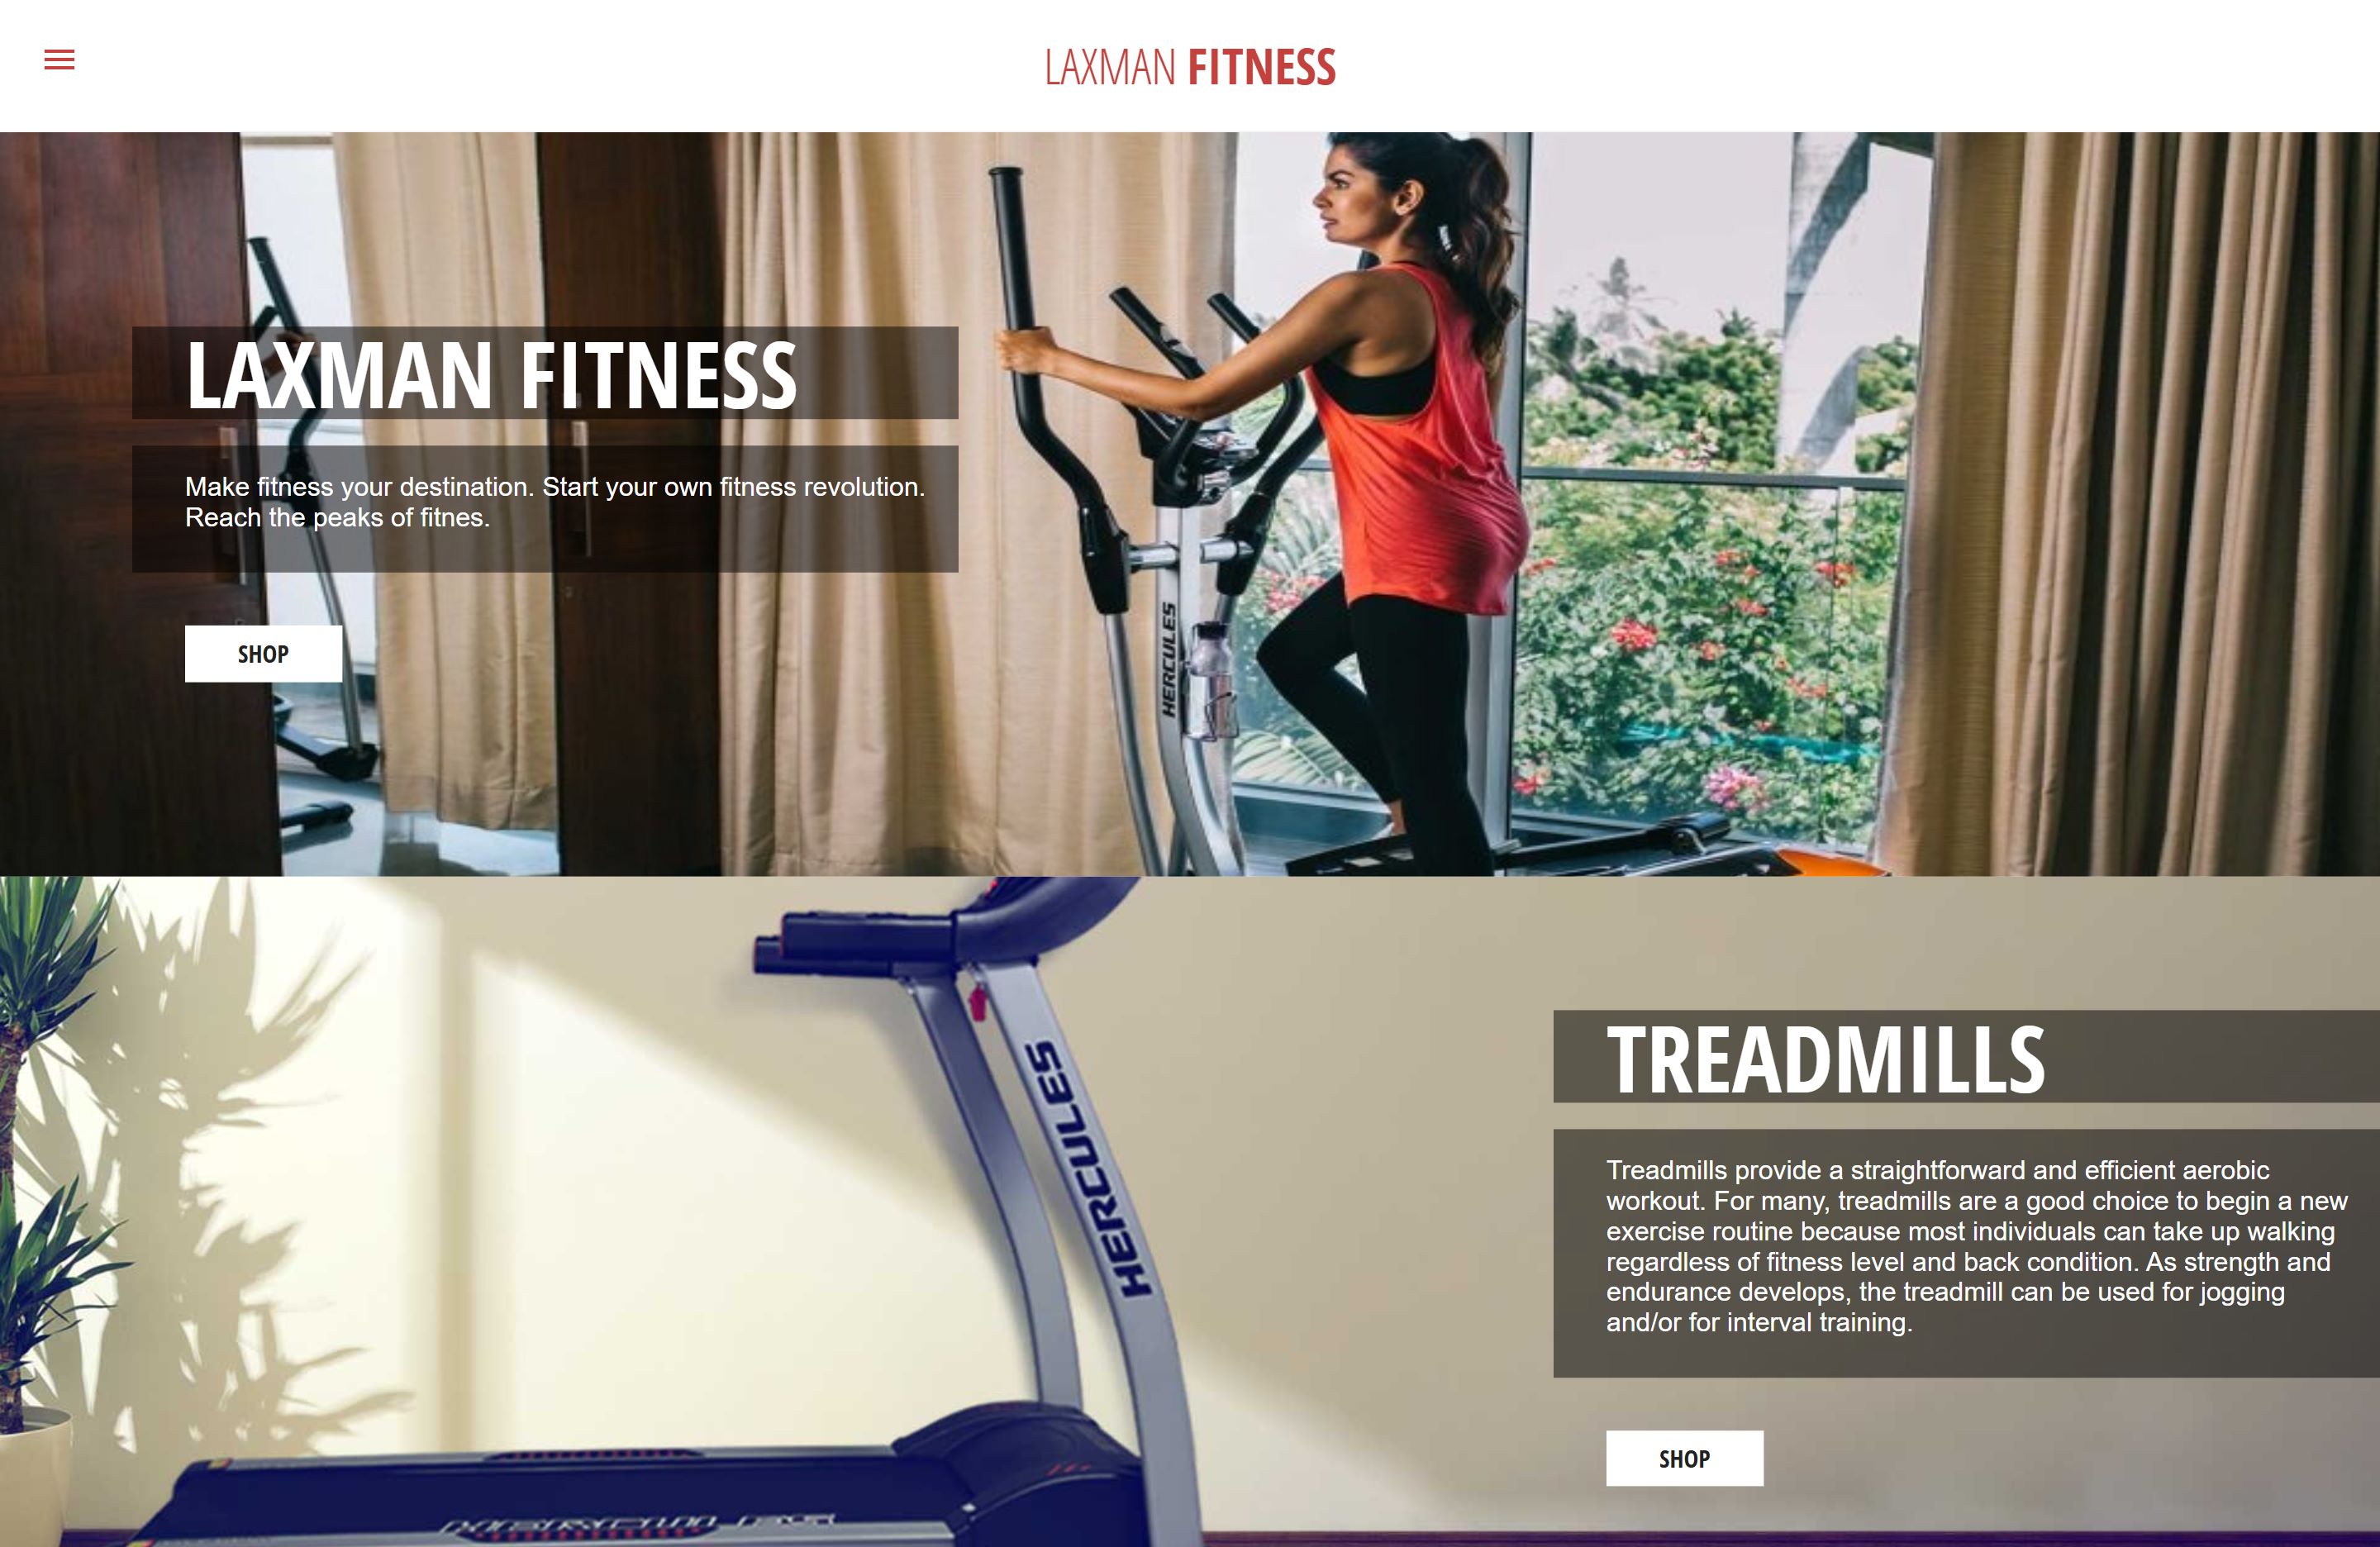 LAXMAN FITNESS
LAXMAN FITNESS
Make fitness your destination. Start your own fitness revolution.
Reach the peaks of fitnes.
HERCULES
SHOP
TREADMILLS
Treadmills provide a straightforward and efficient aerobic
workout. For many, treadmills are a good choice to begin a new
exercise routine because most individuals can take up walking
regardless of fitness level and back condition. As strength and
endurance develops, the treadmill can be used for jogging
and/or for interval training.
SHOP
HERCULES
HERCULES